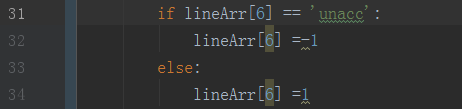 31 if lineArr[6] == 'unacc':
32 lineArr[6] =-1
33 else:
34 lineArr[6] =1